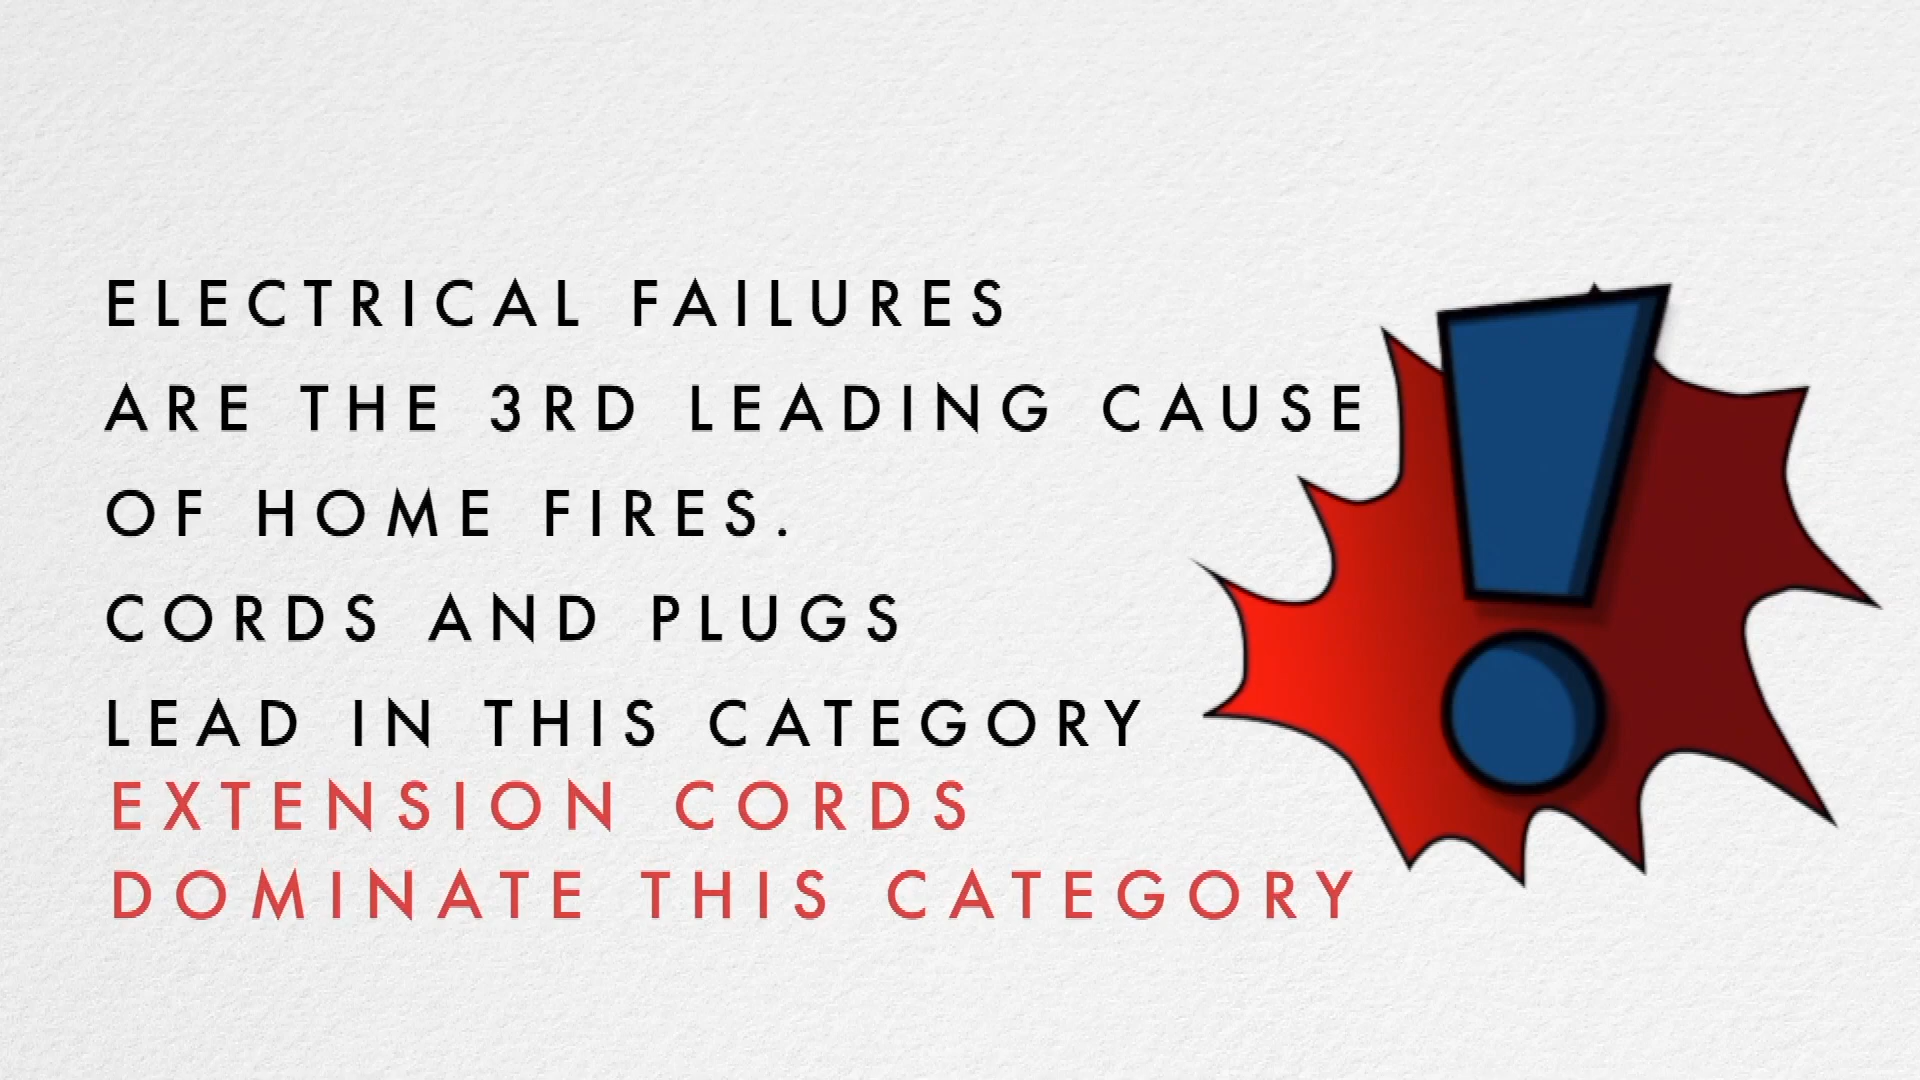 ELECTRICAL FAILURES
ARE THE 3RD LEADING CAUSE
OF HOME FIRES.
CORDS AND PLUGS
LEAD IN THIS CATEGORY
EXTENSION CORDS
DOMINATE THIS CATEGORY
!